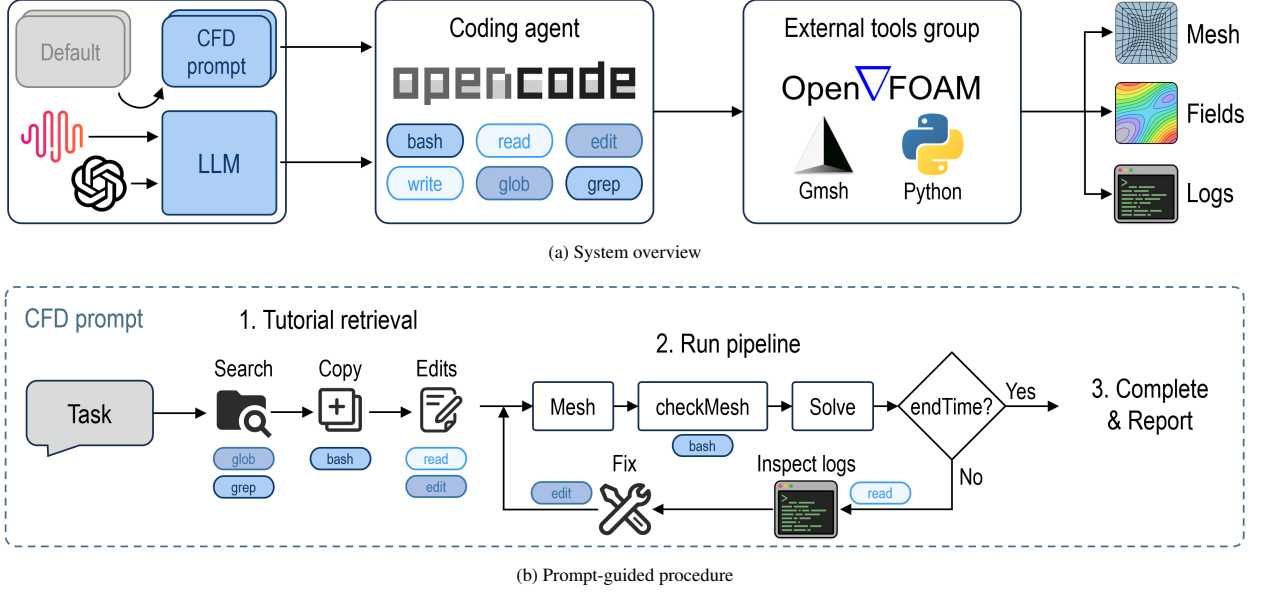 Default
CFD
prompt
LLM
Coding agent
opencode
bash
read
edit
write
glob
grep
External tools group
Open∇FOAM
Gmsh
Python
Mesh
Fields
Logs
(a) System overview
CFD prompt
1. Tutorial retrieval
2. Run pipeline
Task
Search
Copy
Edits
glob
grep
bash
read
edit
Mesh
checkMesh
bash
Solve
endTime?
Yes
No
3. Complete
& Report
Fix
edit
Inspect logs
read
(b) Prompt-guided procedure